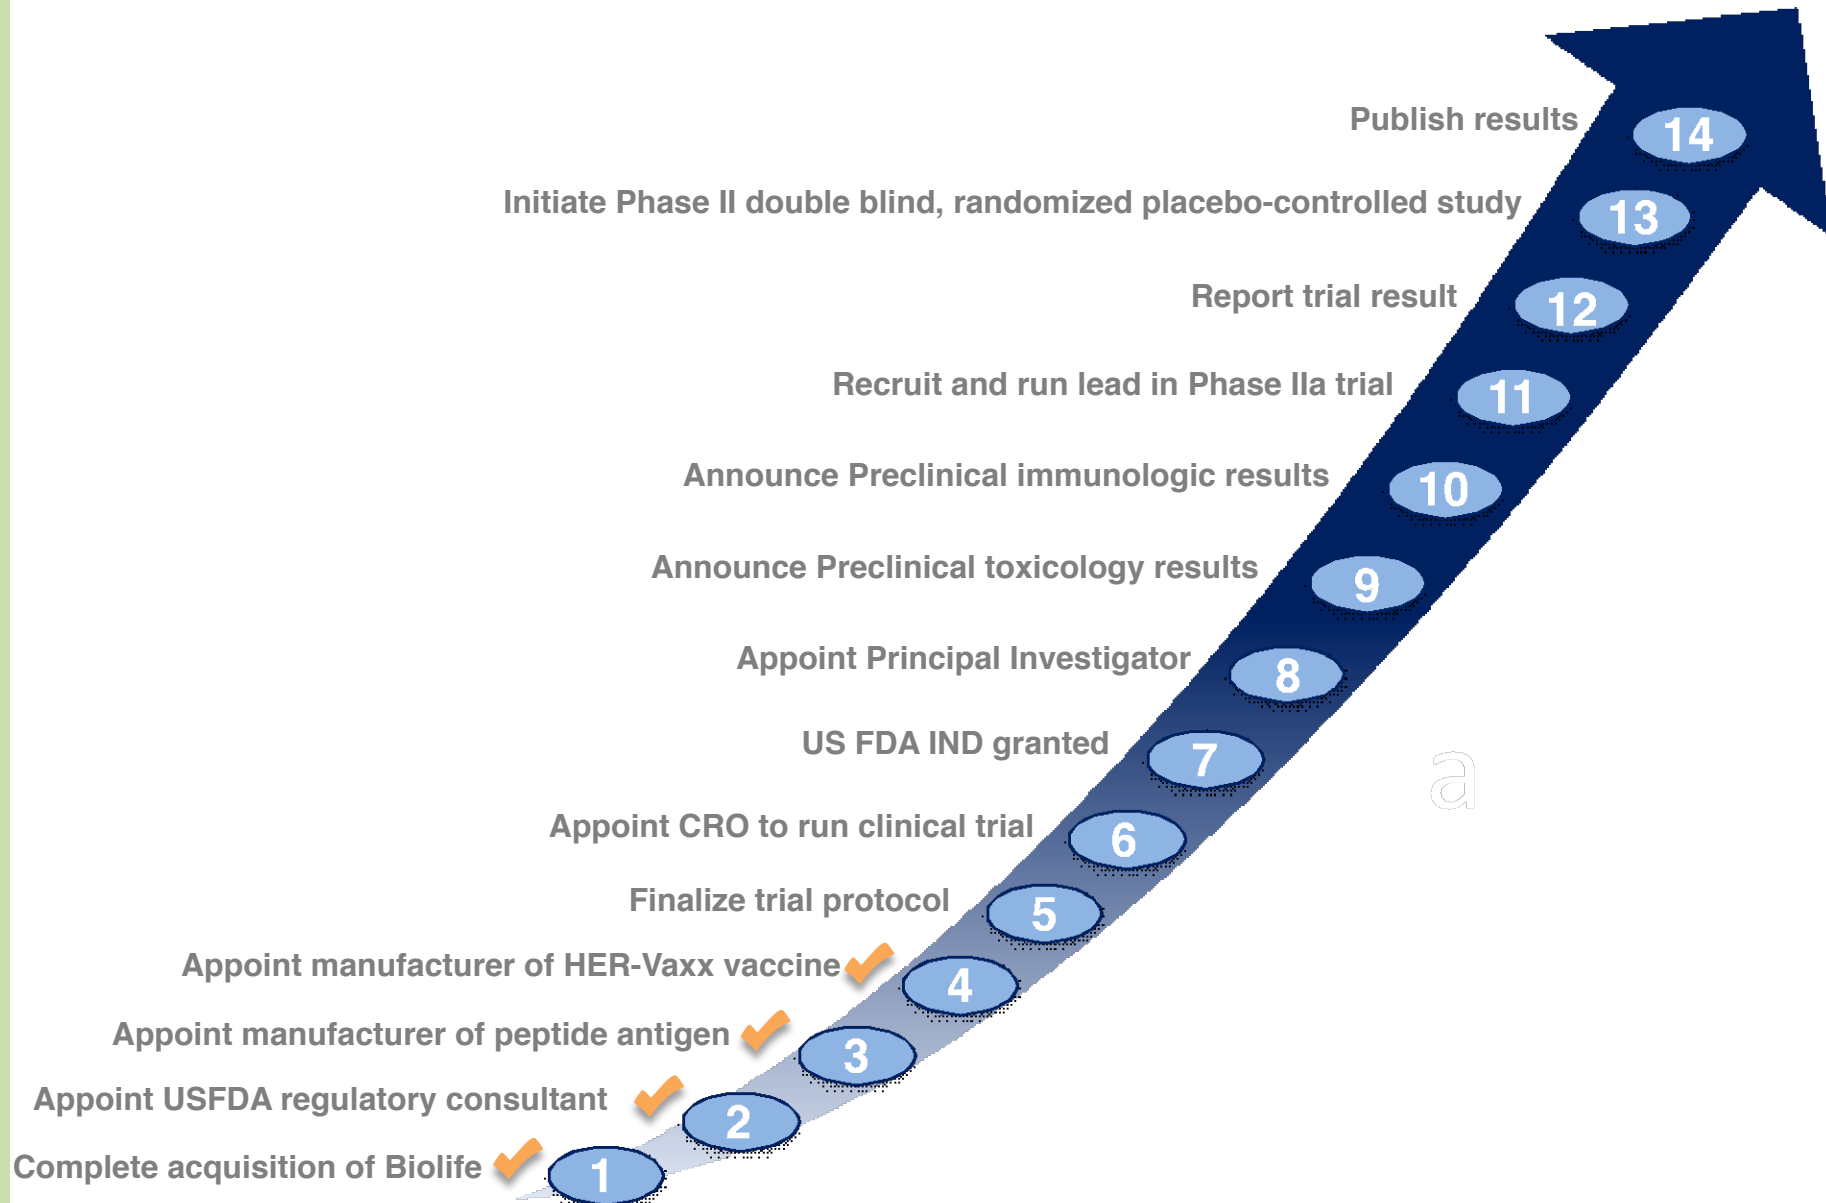 Publish results 14
Initiate Phase II double blind, randomized placebo-controlled study 13
Report trial result 12
Recruit and run lead in Phase IIa trial 11
Announce Preclinical immunologic results 10
Announce Preclinical toxicology results 9
Appoint Principal Investigator 8
US FDA IND granted 7
a
Appoint CRO to run clinical trial 6
Finalize trial protocol 5
Appoint manufacturer of HER-Vaxx vaccine 4
Appoint manufacturer of peptide antigen 3
Appoint USFDA regulatory consultant 2
Complete acquisition of Biolife 1